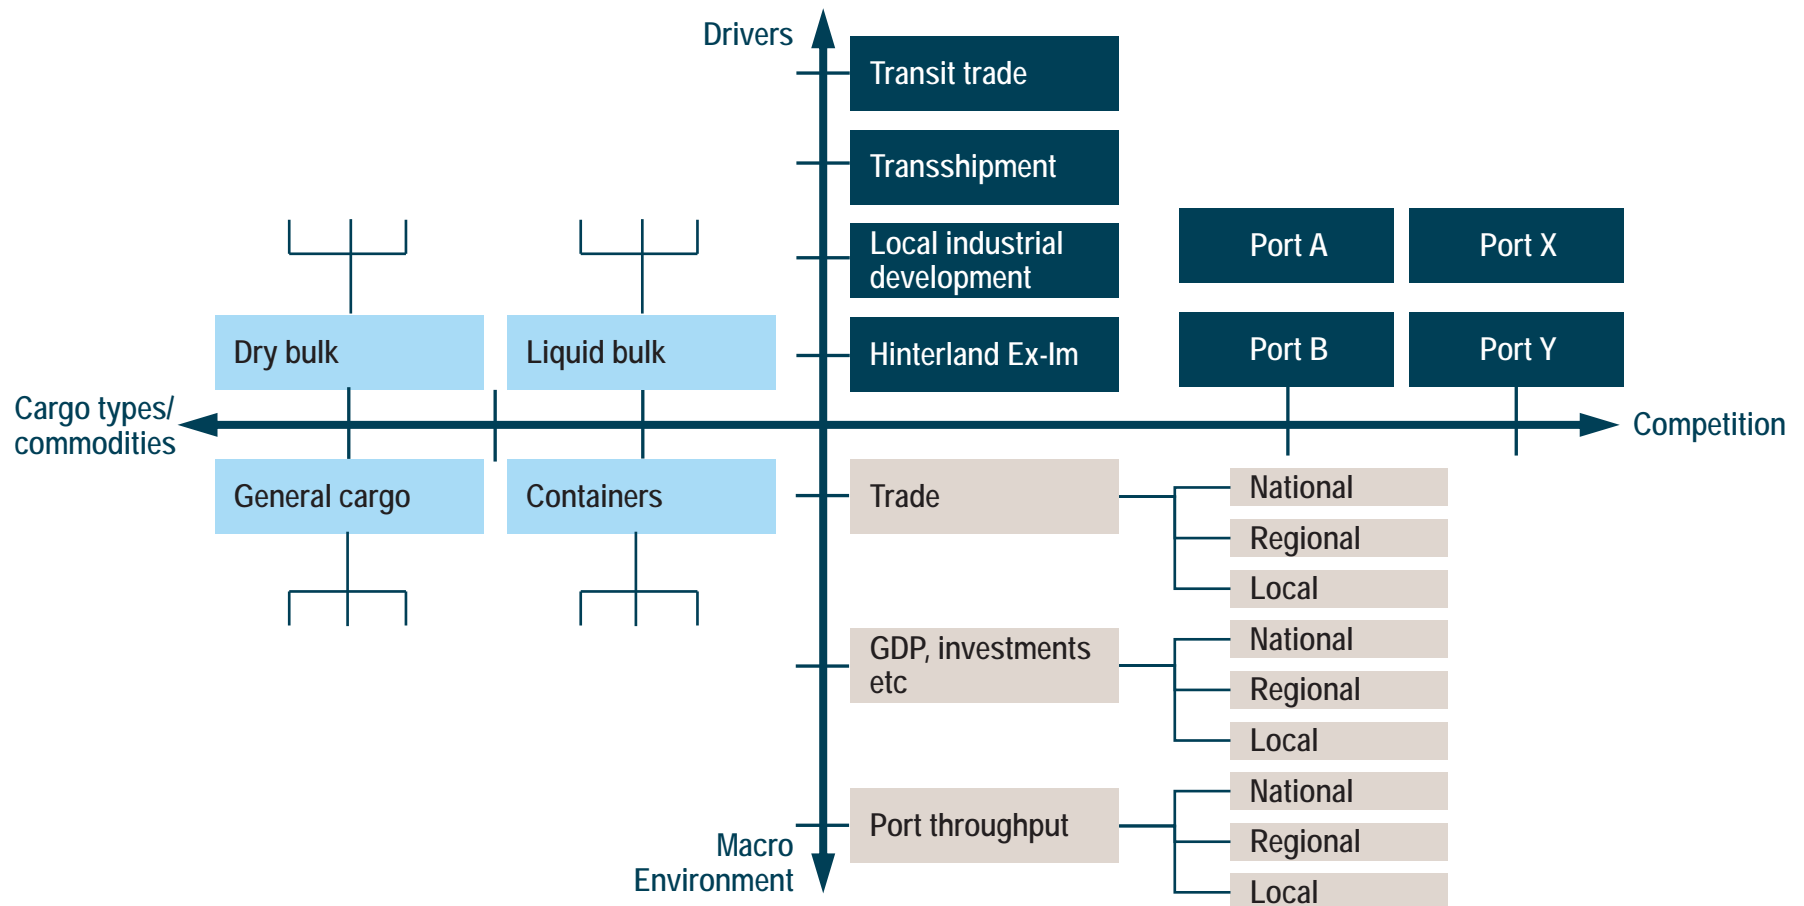 Drivers
Transit trade
Transshipment
Local industrial
development
Port A
Port X
Dry bulk
Liquid bulk
Hinterland Ex-Im
Port B
Port Y
Cargo types/
commodities
Competition
General cargo
Containers
Trade
National
Regional
Local
GDP, investments
etc
National
Regional
Local
Port throughput
National
Regional
Local
Macro
Environment